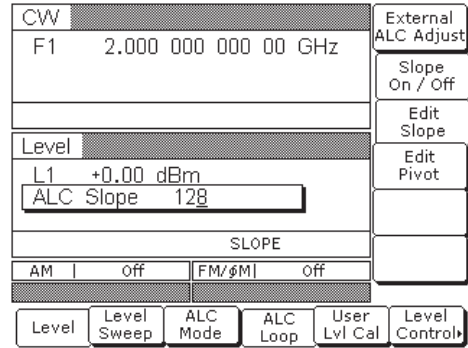 CW
F1 2.000 000 000 00 GHz
Level
L1 +0.00 dBm
ALC Slope 128
SLOPE
AM | Off FM/φM| Off
External
ALC Adjust
Slope
On / Off
Edit
Slope
Edit
Pivot
Level
Level
Sweep
ALC
Mode
ALC
Loop
User
Lvl Cal
Level
Control▸